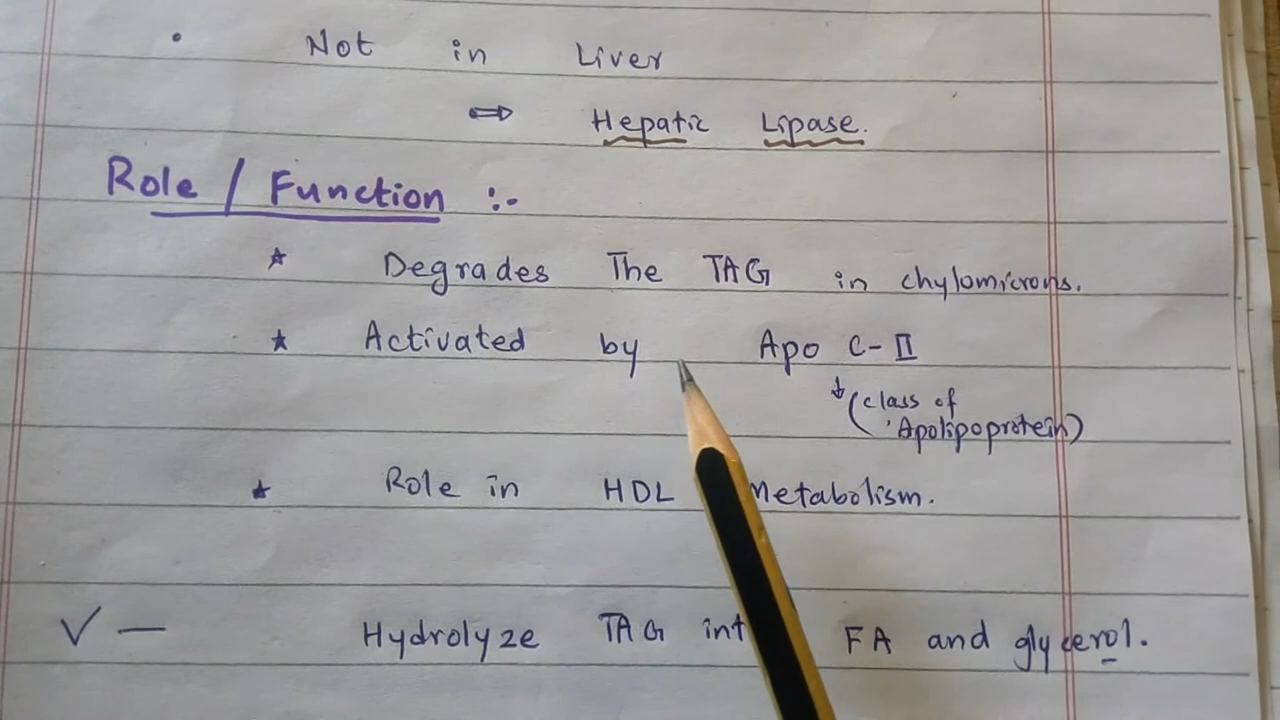 • Not in Liver
⇒ Hepatic Lipase.
Role / Function :-
★ Degrades The TAG in chylomicrons.
★ Activated by Apo C-II
↓ (class of
Apolipoprotein)
★ Role in HDL Metabolism.
✓ — Hydrolyze TAG int FA and glycerol.